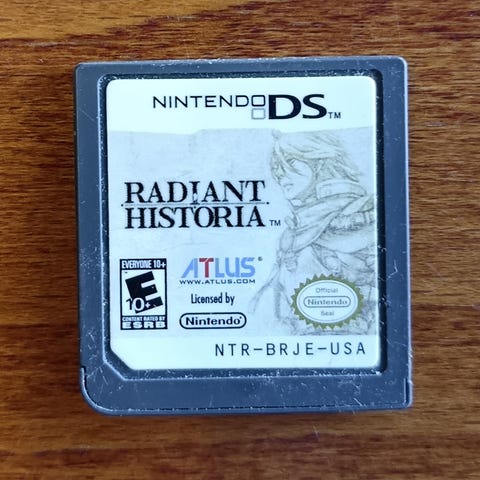 NINTENDO DS™
RADIANT
HISTORIA™
EVERYONE 10+
E
10+
CONTENT RATED BY
ESRB
ATLUS®
WWW.ATLUS.COM
Licensed by
Nintendo®
Official
Nintendo
Seal
NTR-BRJE-USA